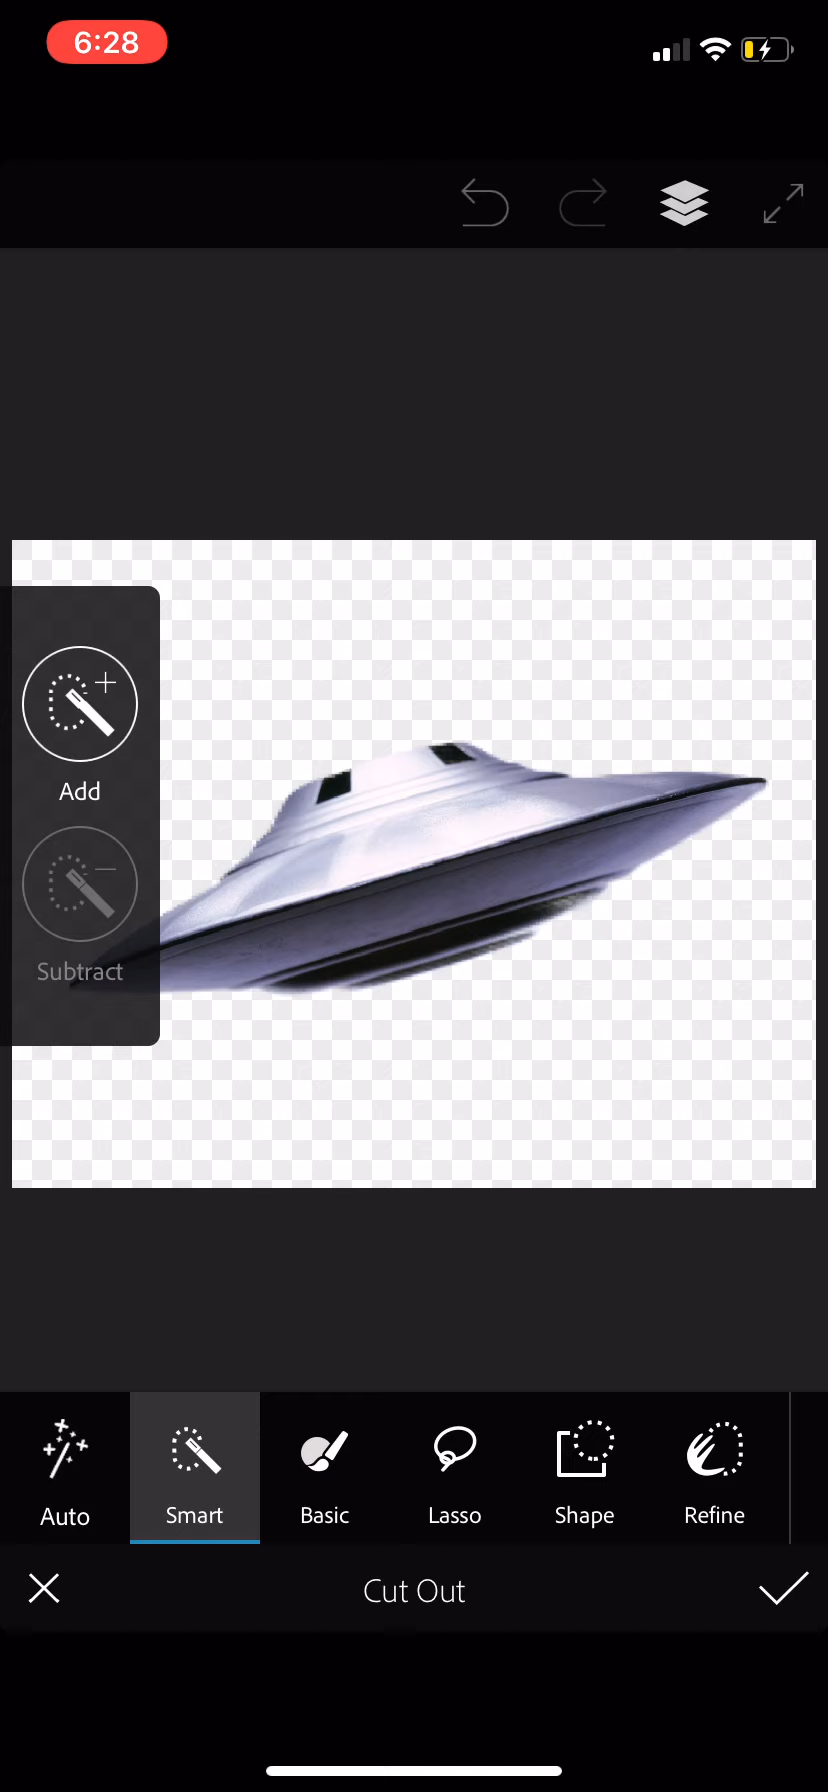 6:28
Add
Subtract
Auto
Smart
Basic
Lasso
Shape
Refine
Cut Out